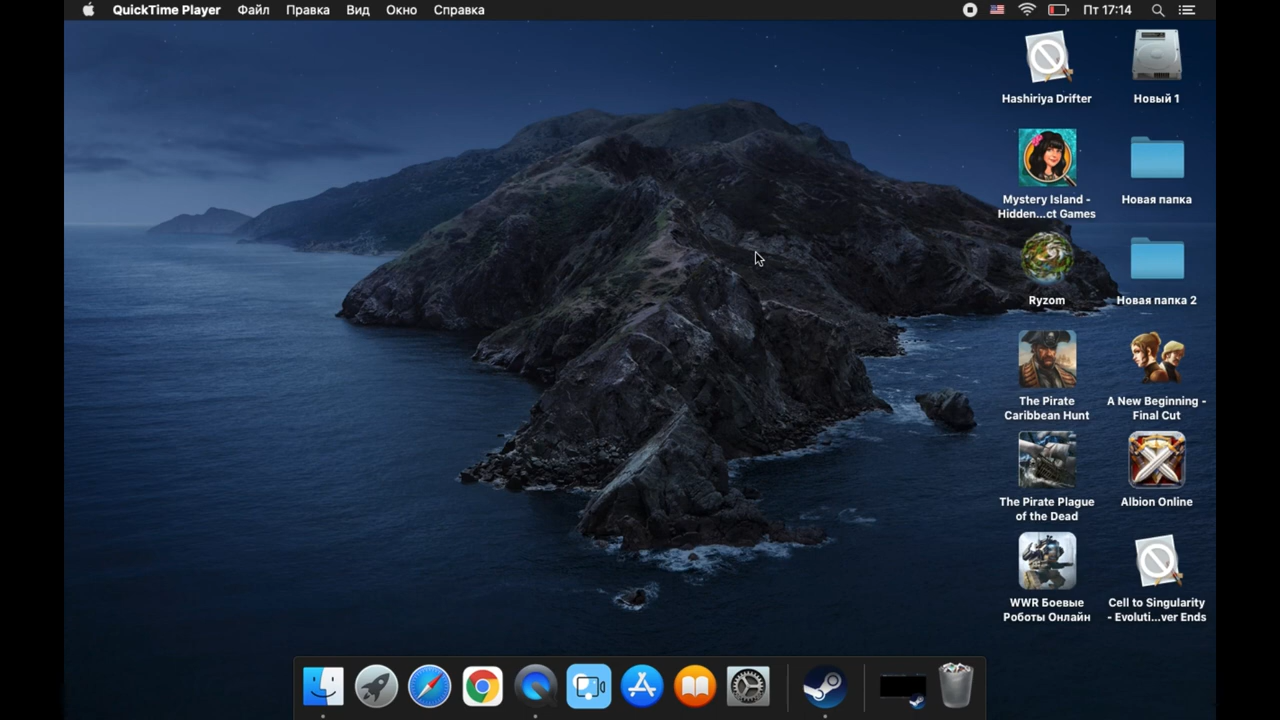 QuickTime Player Файл Правка Вид Окно Справка Пт 17:14
Hashiriya Drifter
Новый 1
Mystery Island -
Hidden...ct Games
Новая папка
Ryzom
Новая папка 2
The Pirate
Caribbean Hunt
A New Beginning -
Final Cut
The Pirate Plague
of the Dead
Albion Online
WWR Боевые
Роботы Онлайн
Cell to Singularity
- Evoluti...ver Ends